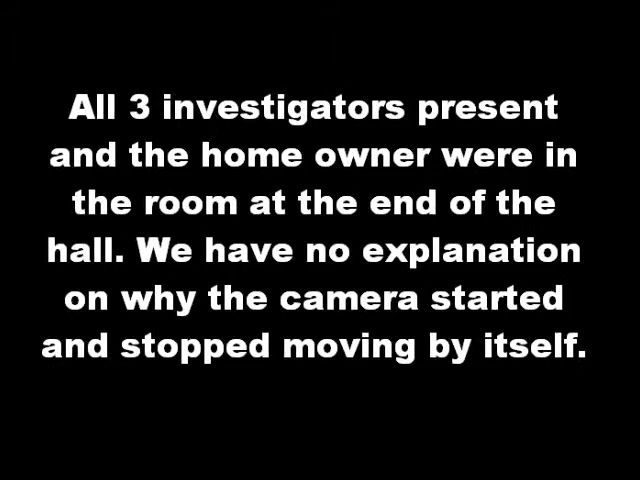 All 3 investigators present
and the home owner were in
the room at the end of the
hall. We have no explanation
on why the camera started
and stopped moving by itself.